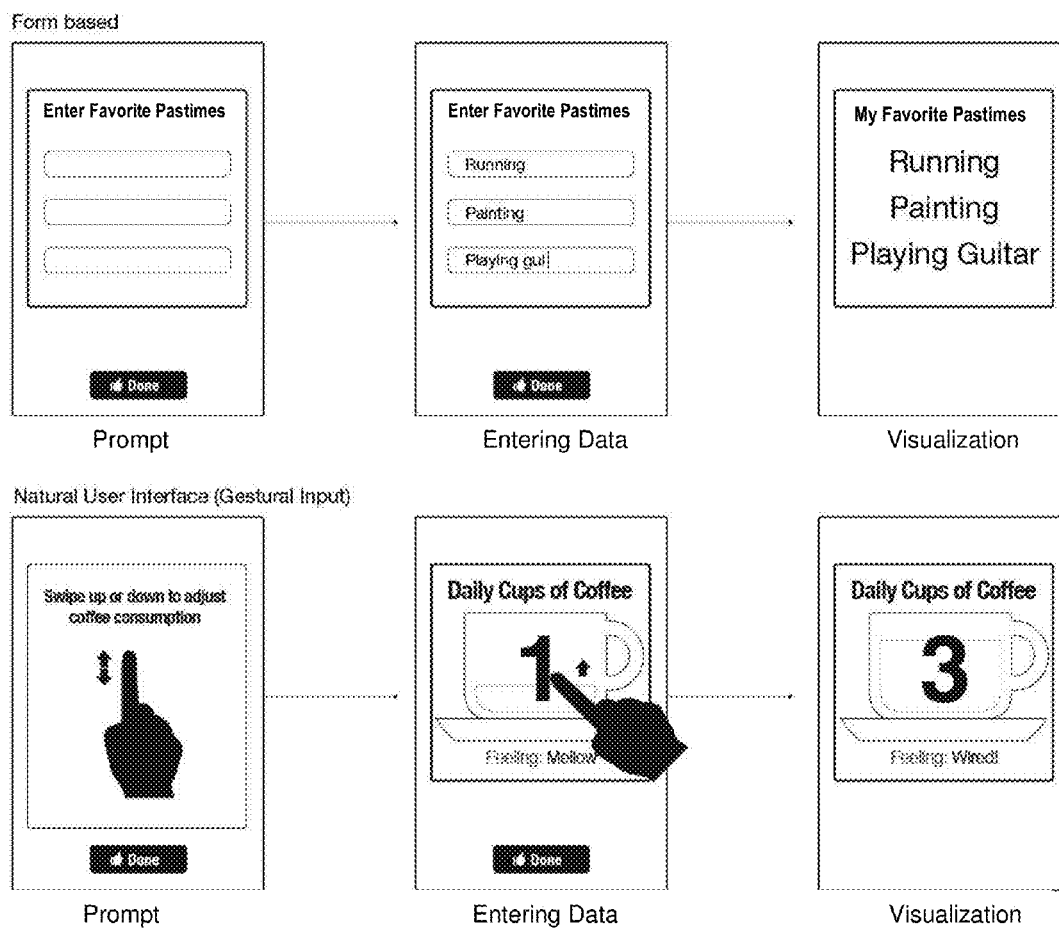 Form based
Enter Favorite Pastimes
Done
Prompt
Enter Favorite Pastimes
Running
Painting
Playing gui
Done
Entering Data
My Favorite Pastimes
Running
Painting
Playing Guitar
Visualization
Natural User Interface (Gestural Input)
Swipe up or down to adjust
coffee consumption
Done
Prompt
Daily Cups of Coffee
1
Feeling: Mellow
Done
Entering Data
Daily Cups of Coffee
3
Feeling: Wired!
Visualization